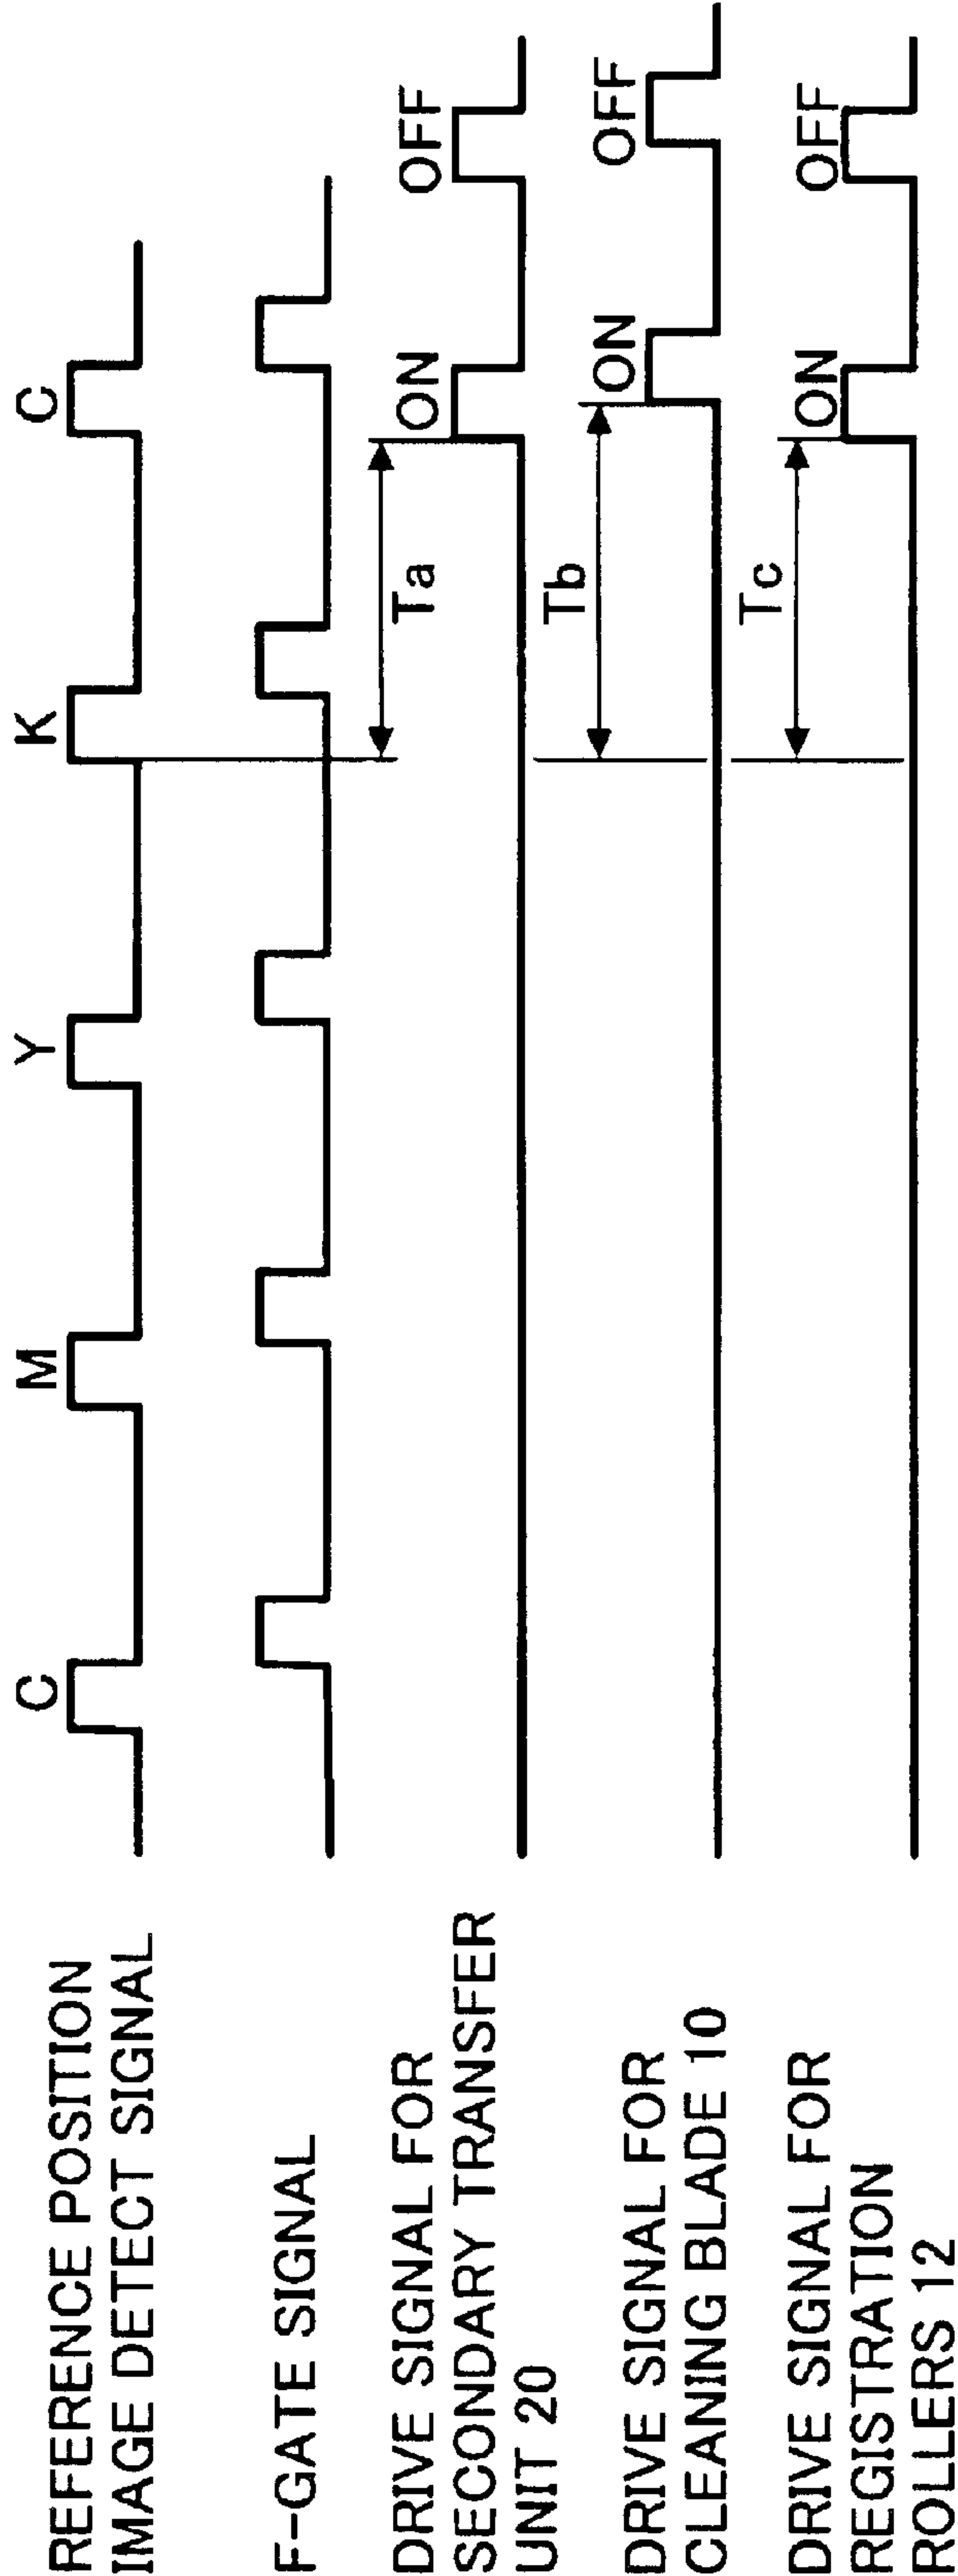 C M Y K C
REFERENCE POSITION
IMAGE DETECT SIGNAL
F-GATE SIGNAL
ON OFF
Ta
DRIVE SIGNAL FOR
SECONDARY TRANSFER
UNIT 20
ON OFF
Tb
DRIVE SIGNAL FOR
CLEANING BLADE 10
ON OFF
Tc
DRIVE SIGNAL FOR
REGISTRATION
ROLLERS 12